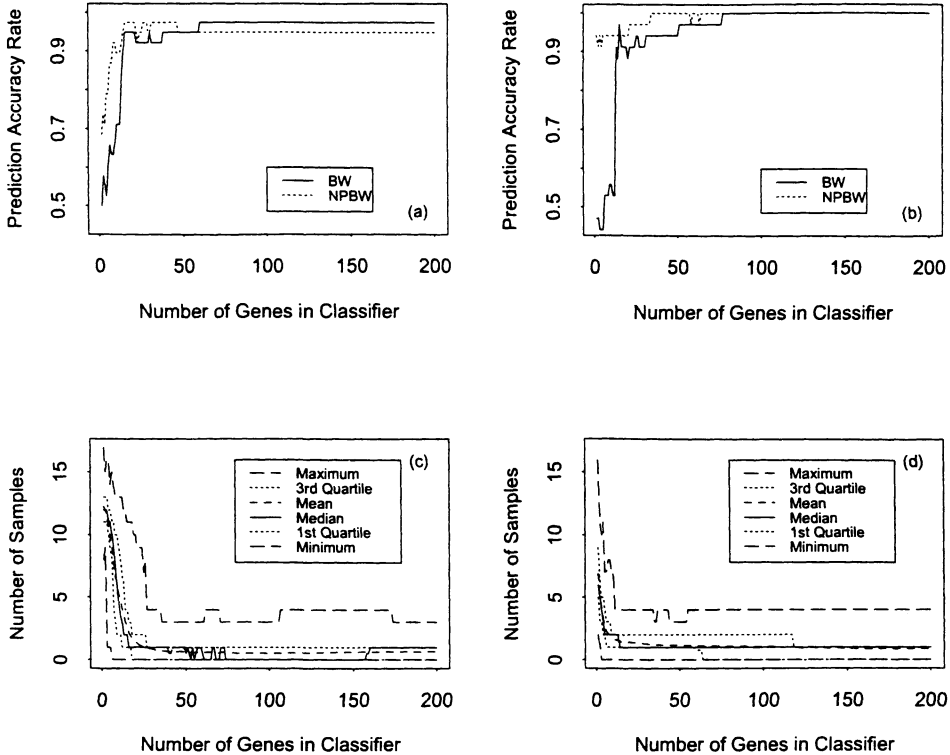 Prediction Accuracy Rate
0.9
0.7
0.5
BW
NPBW
(a)
0 50 100 150 200
Number of Genes in Classifier
Prediction Accuracy Rate
0.9
0.7
0.5
BW
NPBW
(b)
0 50 100 150 200
Number of Genes in Classifier
Number of Samples
15
10
5
0
Maximum
3rd Quartile
Mean
Median
1st Quartile
Minimum
(c)
0 50 100 150 200
Number of Genes in Classifier
Number of Samples
15
10
5
0
Maximum
3rd Quartile
Mean
Median
1st Quartile
Minimum
(d)
0 50 100 150 200
Number of Genes in Classifier